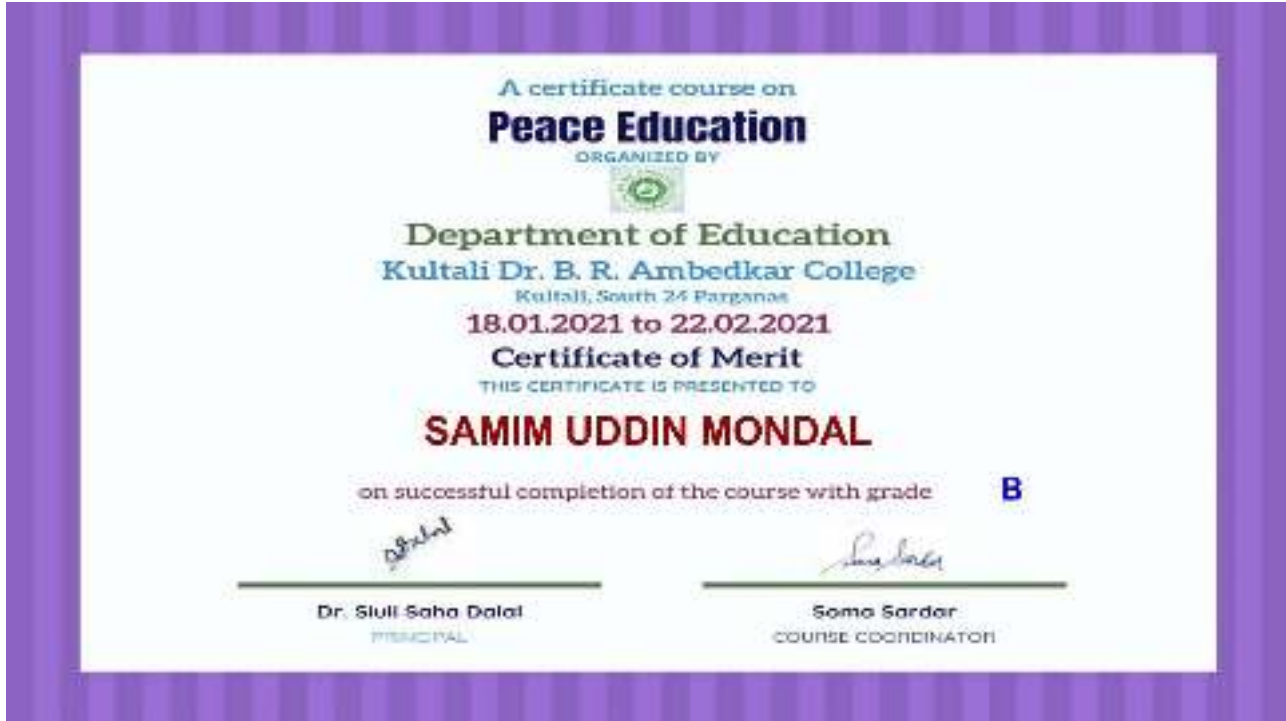 A certificate course on
Peace Education
ORGANIZED BY
Department of Education
Kultali Dr. B. R. Ambedkar College
Kultali, South 24 Parganas
18.01.2021 to 22.02.2021
Certificate of Merit
THIS CERTIFICATE IS PRESENTED TO
SAMIM UDDIN MONDAL
on successful completion of the course with grade B
Soma Sardar
Dr. Siuli Saha Dalal Soma Sardar
PRINCIPAL COURSE COORDINATOR